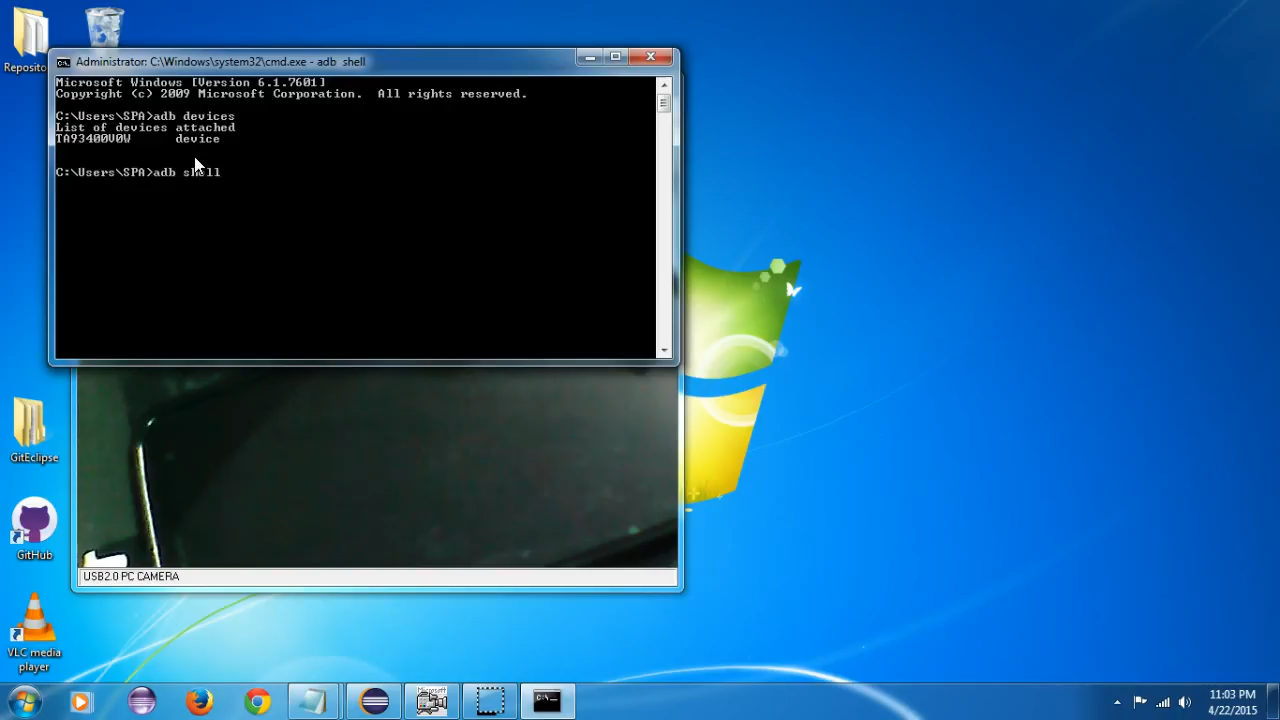 Reposito
Administrator: C:\Windows\system32\cmd.exe - adb shell
Microsoft Windows [Version 6.1.7601]
Copyright (c) 2009 Microsoft Corporation. All rights reserved.
C:\Users\SPA>adb devices
List of devices attached
TA93400V0W device
C:\Users\SPA>adb shell
GitEclipse
GitHub
VLC media
player
USB2.0 PC CAMERA
Microsoft
C:\_
11:03 PM
4/22/2015